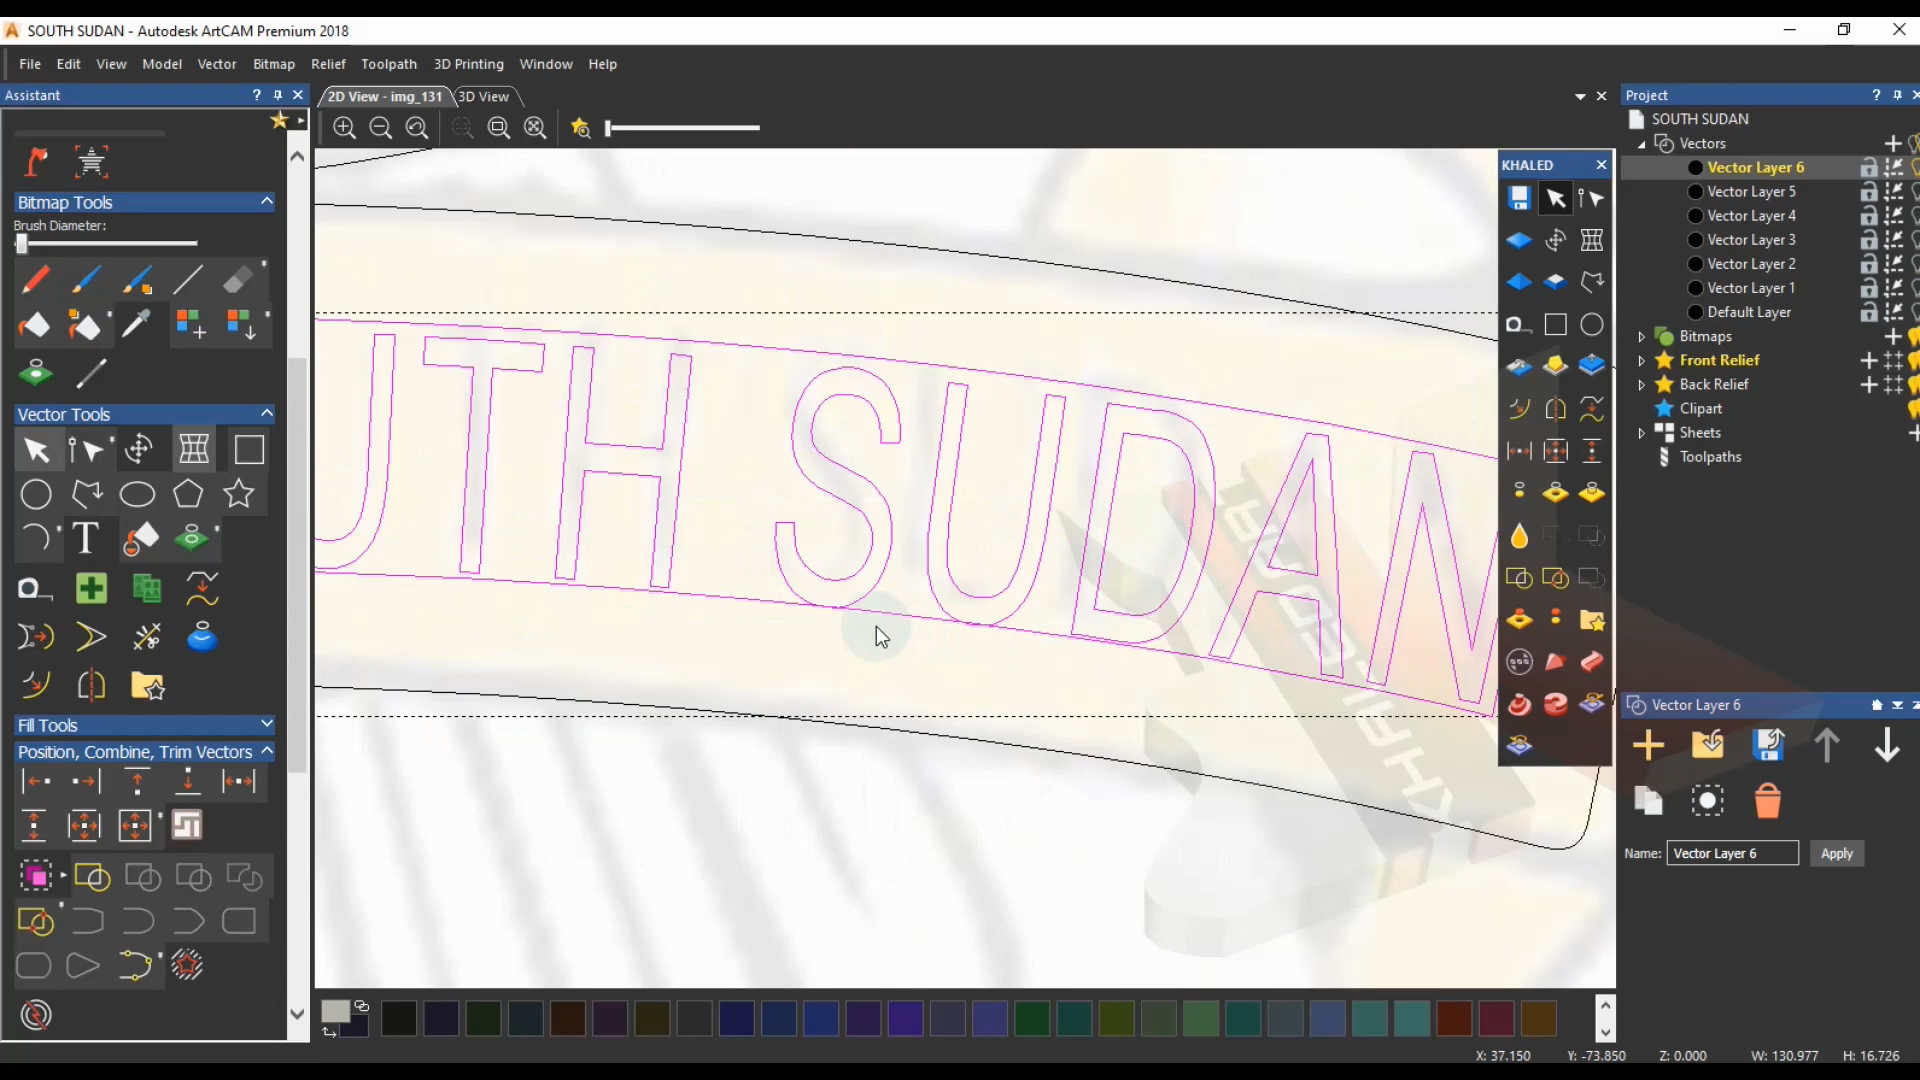 SOUTH SUDAN - Autodesk ArtCAM Premium 2018
File Edit View Model Vector Bitmap Relief Toolpath 3D Printing Window Help
Assistant
2D View - img_131
3D View
Project
SOUTH SUDAN
Vectors
Vector Layer 6
Vector Layer 5
Vector Layer 4
Vector Layer 3
Vector Layer 2
Vector Layer 1
Default Layer
Bitmaps
Front Relief
Back Relief
Clipart
Sheets
Toolpaths
Bitmap Tools
Brush Diameter:
Vector Tools
Fill Tools
Position, Combine, Trim Vectors
KHALED
UTH SUDAN
Vector Layer 6
Name: Vector Layer 6 Apply
X: 37.150 Y: -73.850 Z: 0.000 W: 130.977 H: 16.726